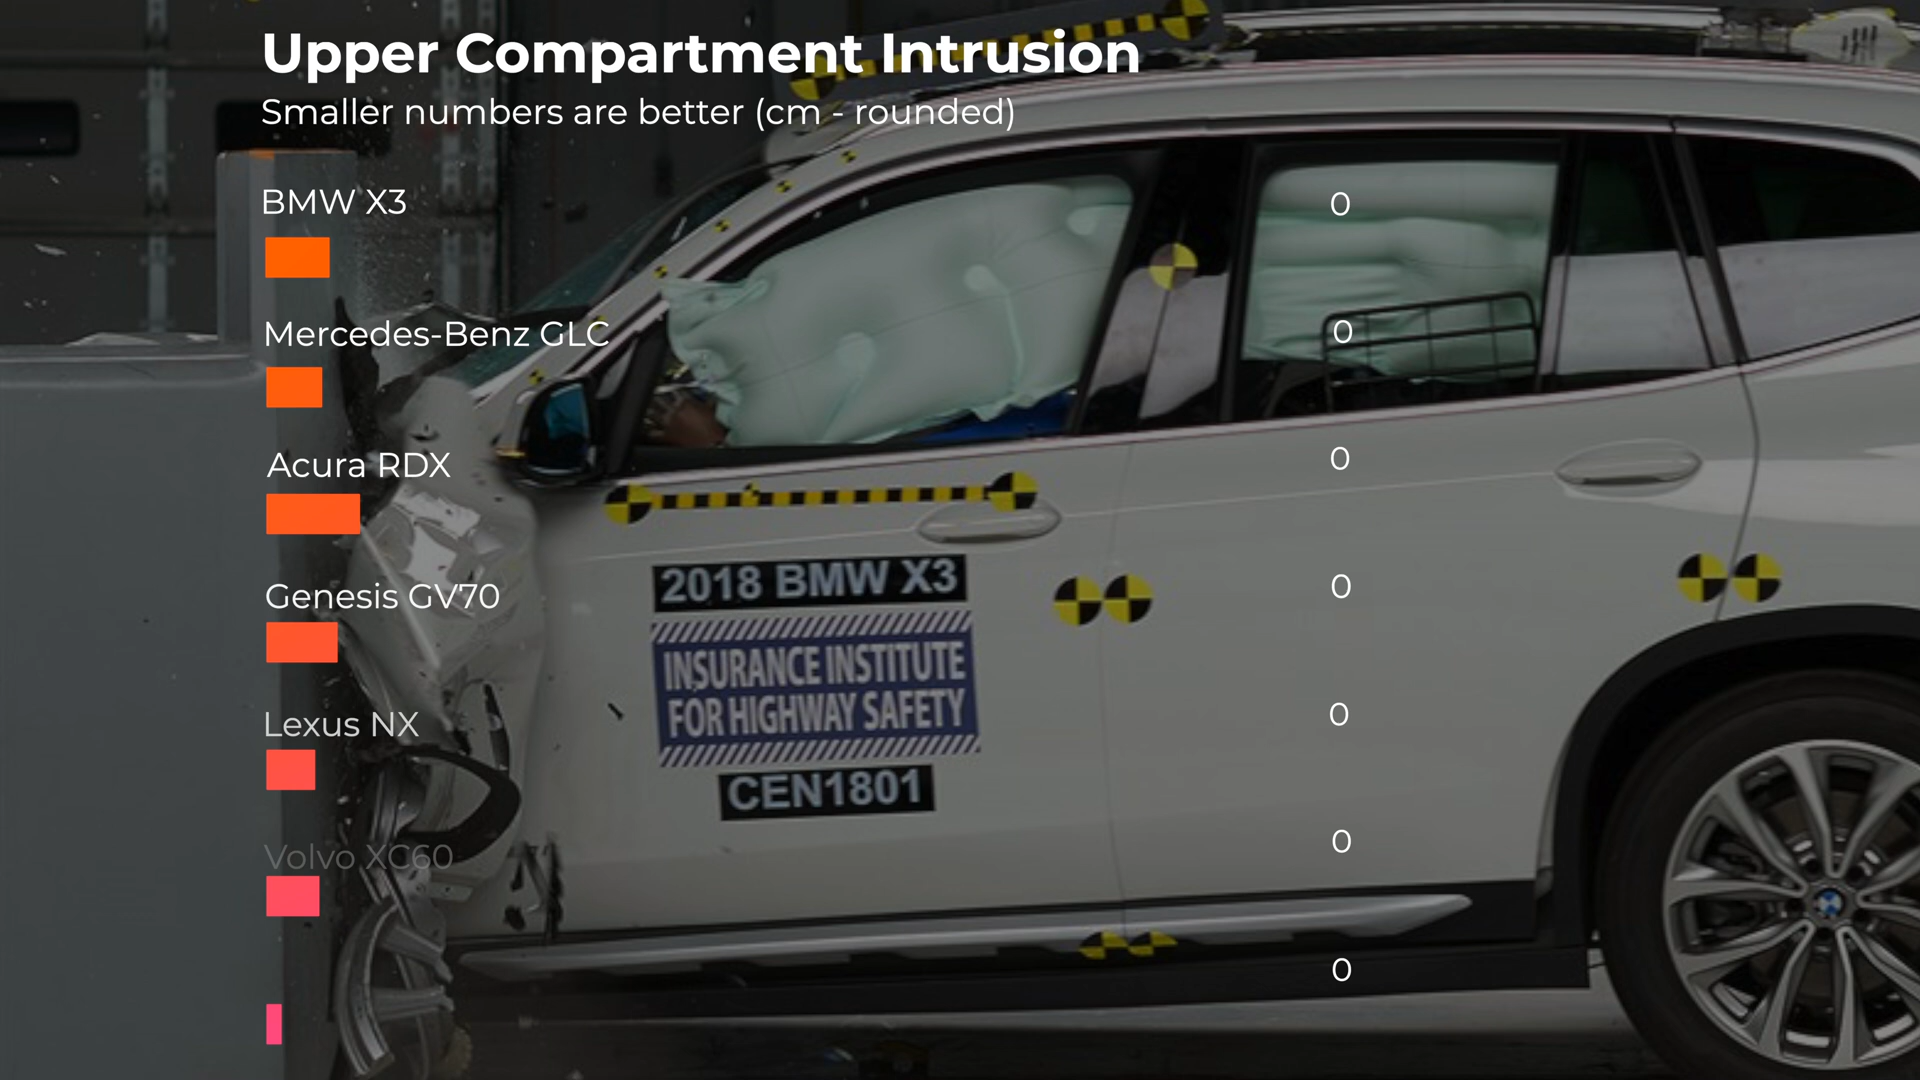 Upper Compartment Intrusion
Smaller numbers are better (cm - rounded)
BMW X3
0
Mercedes-Benz GLC
0
Acura RDX
0
Genesis GV70
0
Lexus NX
0
Volvo XC60
0
0
2018 BMW X3
INSURANCE INSTITUTE
FOR HIGHWAY SAFETY
CEN1801